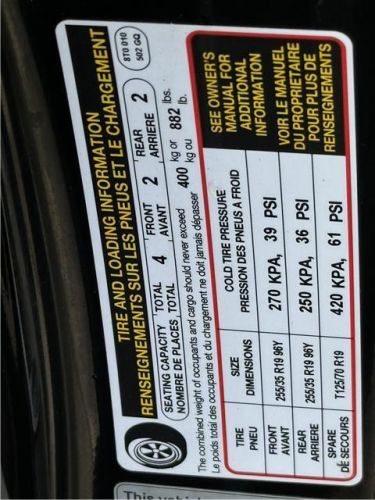 TIRE AND LOADING INFORMATION
RENSEIGNEMENTS SUR LES PNEUS ET LE CHARGEMENT
8T0 010
502 GQ
SEATING CAPACITY TOTAL 4 FRONT 2 REAR 2
NOMBRE DE PLACES TOTAL AVANT ARRIERE
The combined weight of occupants and cargo should never exceed 400 kg or 882 lbs.
Le poids total des occupants et du chargement ne doit jamais dépasser kg ou lb.
TIRE SIZE COLD TIRE PRESSURE
PNEU DIMENSIONS PRESSION DES PNEUS A FROID
FRONT 255/35 R19 96Y 270 KPA, 39 PSI
AVANT
REAR 255/35 R19 96Y 250 KPA, 36 PSI
ARRIERE
SPARE T125/70 R19 420 KPA, 61 PSI
DE SECOURS
SEE OWNER'S
MANUAL FOR
ADDITIONAL
INFORMATION
VOIR LE MANUEL
DU PROPRIETAIRE
POUR PLUS DE
RENSEIGNEMENTS
This vehicle